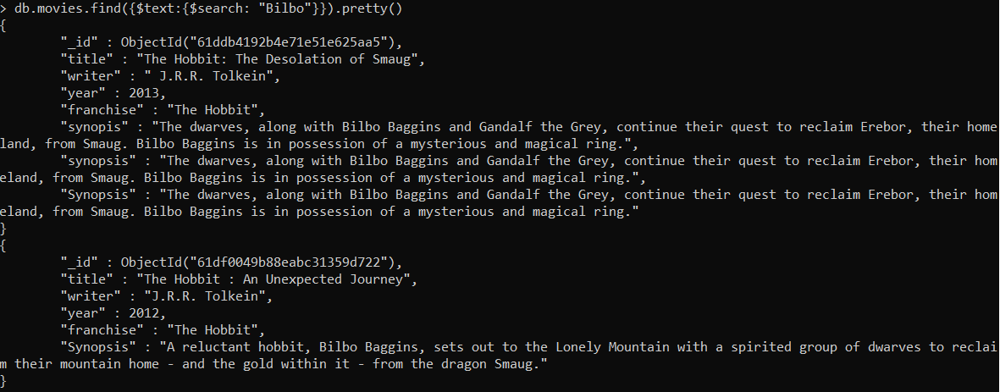 > db.movies.find({$text:{$search: "Bilbo"}}).pretty()
{
        "_id" : ObjectId("61ddb4192b4e71e51e625aa5"),
        "title" : "The Hobbit: The Desolation of Smaug",
        "writer" : " J.R.R. Tolkein",
        "year" : 2013,
        "franchise" : "The Hobbit",
        "synopis" : "The dwarves, along with Bilbo Baggins and Gandalf the Grey, continue their quest to reclaim Erebor, their home
land, from Smaug. Bilbo Baggins is in possession of a mysterious and magical ring.",
        "synopsis" : "The dwarves, along with Bilbo Baggins and Gandalf the Grey, continue their quest to reclaim Erebor, their hom
eland, from Smaug. Bilbo Baggins is in possession of a mysterious and magical ring.",
        "Synopsis" : "The dwarves, along with Bilbo Baggins and Gandalf the Grey, continue their quest to reclaim Erebor, their hom
eland, from Smaug. Bilbo Baggins is in possession of a mysterious and magical ring."
}
{
        "_id" : ObjectId("61df0049b88eabc31359d722"),
        "title" : "The Hobbit : An Unexpected Journey",
        "writer" : "J.R.R. Tolkein",
        "year" : 2012,
        "franchise" : "The Hobbit",
        "Synopsis" : "A reluctant hobbit, Bilbo Baggins, sets out to the Lonely Mountain with a spirited group of dwarves to reclai
m their mountain home - and the gold within it - from the dragon Smaug."
}